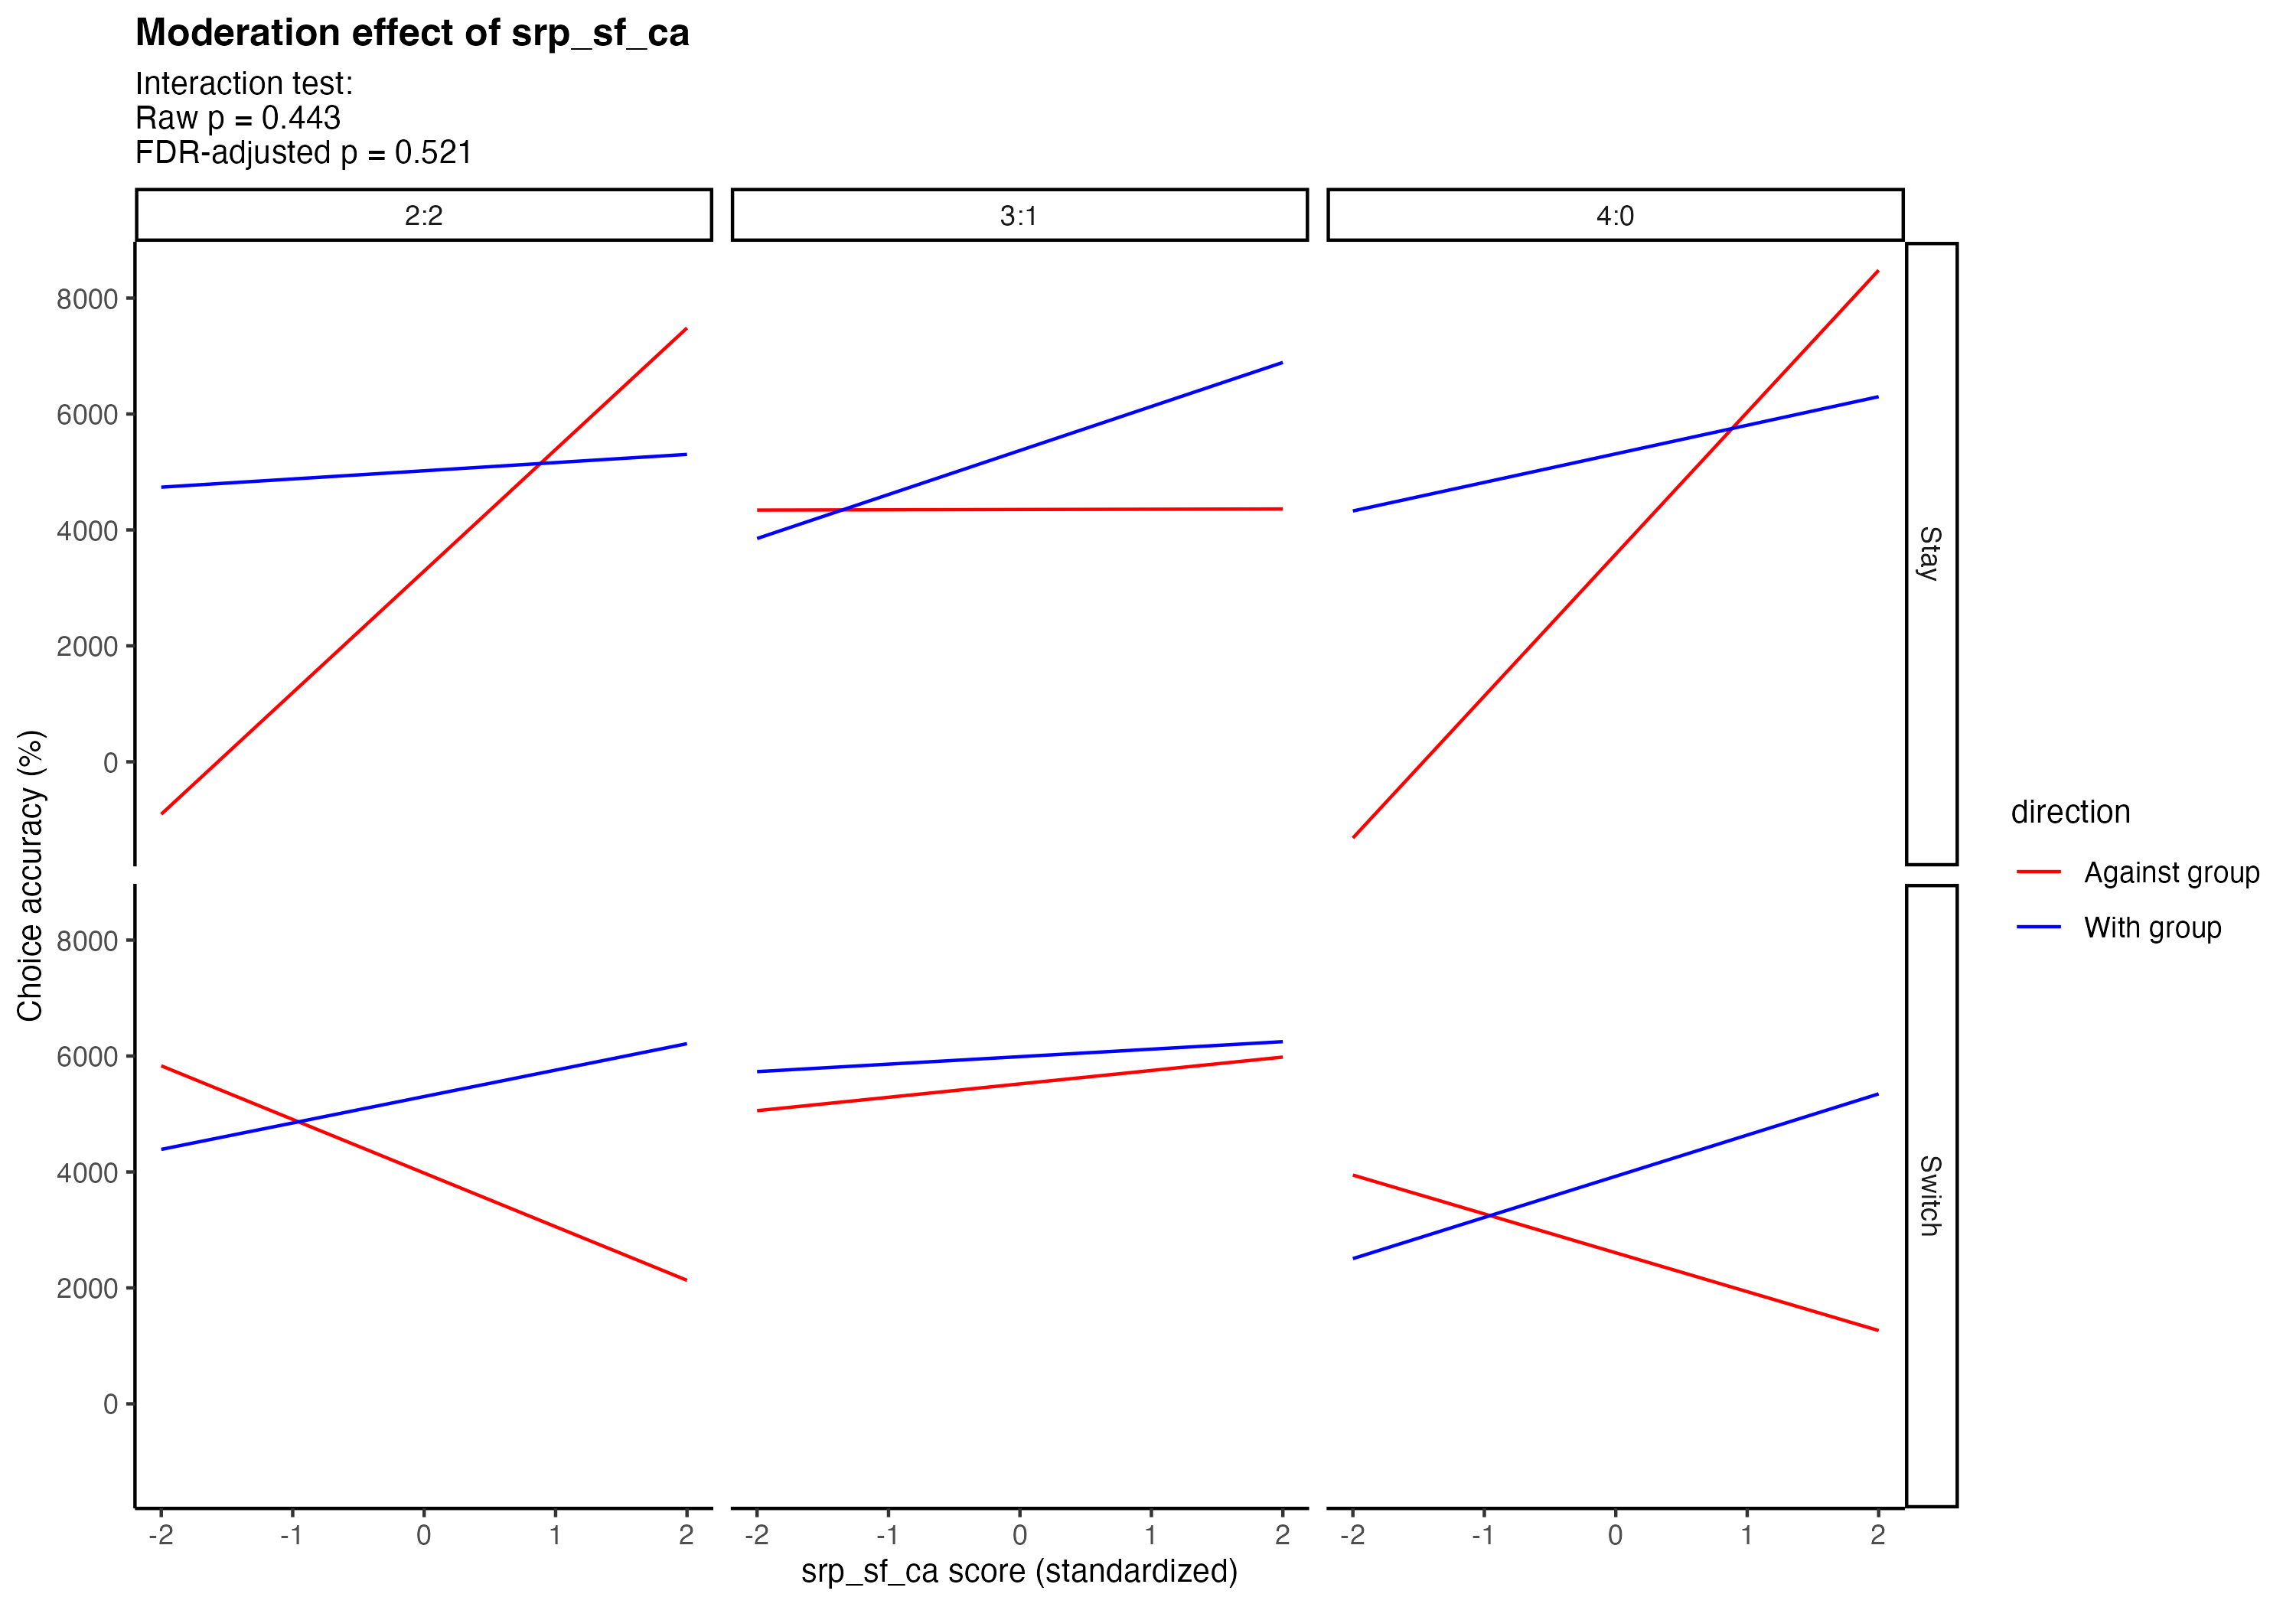 Moderation effect of srp_sf_ca
Interaction test:
Raw p = 0.443
FDR-adjusted p = 0.521
2:2
3:1
4:0
8000
6000
4000
2000
0
Stay
8000
6000
4000
2000
0
Switch
Choice accuracy (%)
-2 -1 0 1 2
-2 -1 0 1 2
-2 -1 0 1 2
srp_sf_ca score (standardized)
direction
Against group
With group